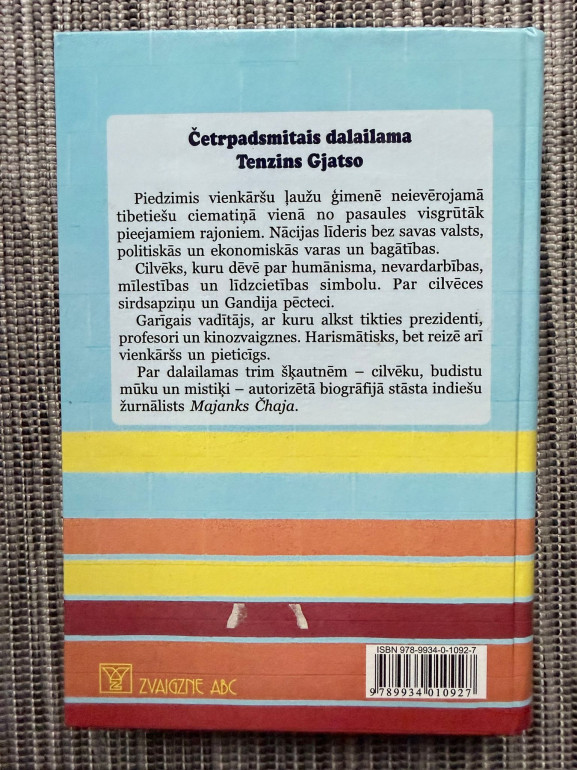 Četrpadsmitais dalailama
Tenzins Gjatso
Piedzimis vienkāršu ļaužu ģimenē neievērojamā
tibetiešu ciematiņā vienā no pasaules visgrūtāk
pieejamiem rajoniem. Nācijas līderis bez savas valsts,
politiskās un ekonomiskās varas un bagātības.
Cilvēks, kuru dēvē par humānisma, nevardarbības,
mīlestības un līdzcietības simbolu. Par cilvēces
sirdsapziņu un Gandija pēcteci.
Garīgais vadītājs, ar kuru alkst tikties prezidenti,
profesori un kinozvaigznes. Harismātisks, bet reizē arī
vienkāršs un pieticīgs.
Par dalailamas trim šķautnēm – cilvēku, budistu
mūku un mistiķi – autorizētā biogrāfijā stāsta indiešu
žurnālists Majanks Čhaja.
ISBN 978-9934-0-1092-7
9 789934 010927
ZVAIGZNE ABC